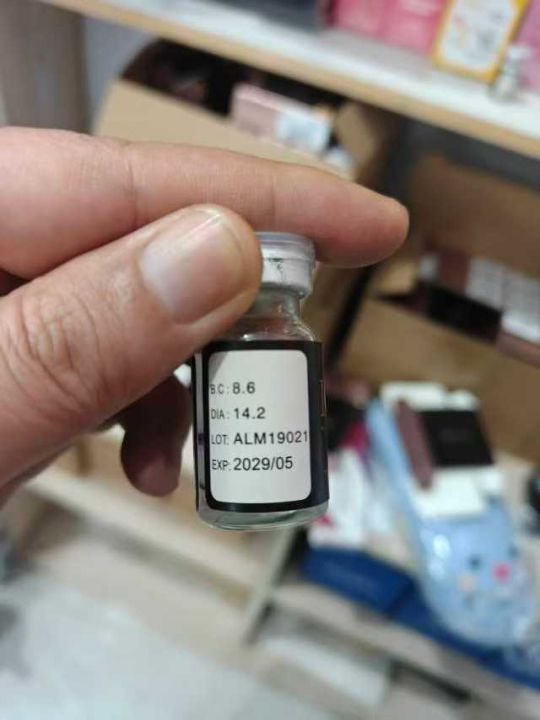 B.C: 8.6
DIA: 14.2
LOT: ALM19021
EXP: 2029/05